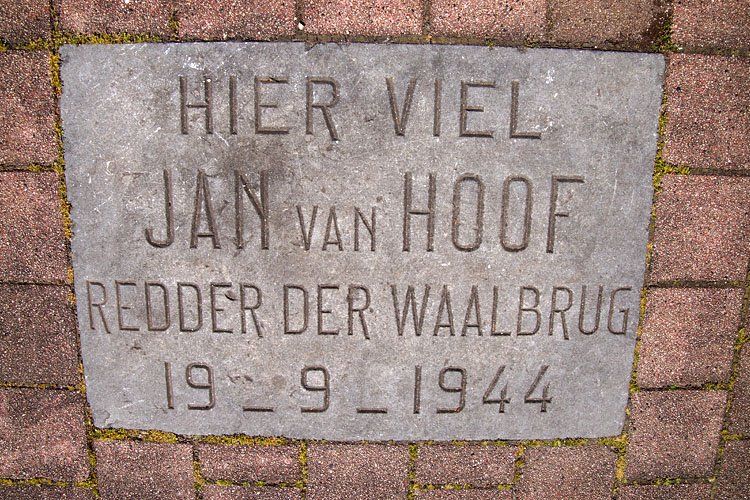 HIER VIEL
JAN VAN HOOF
REDDER DER WAALBRUG
19_9_1944